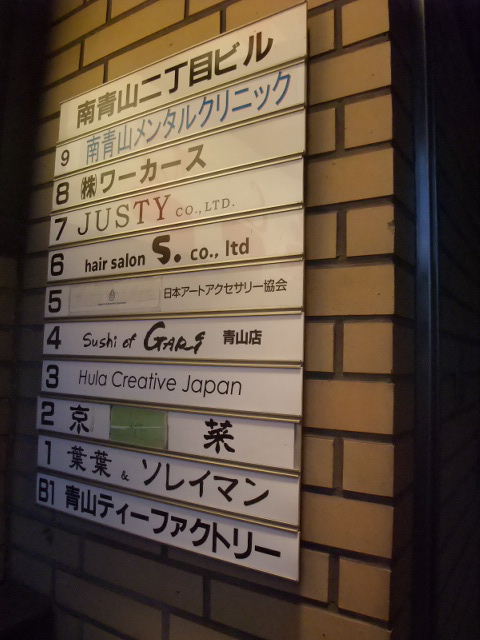 南青山二丁目ビル
9 南青山メンタルクリニック
8 ㈱ワーカース
7 JUSTY CO., LTD.
6 hair salon S. co., ltd
5 日本アートアクセサリー協会
4 Sushi of GARi 青山店
3 Hula Creative Japan
2 京 菜
1 葉葉 & ソレイマン
B1 青山ティーファクトリー